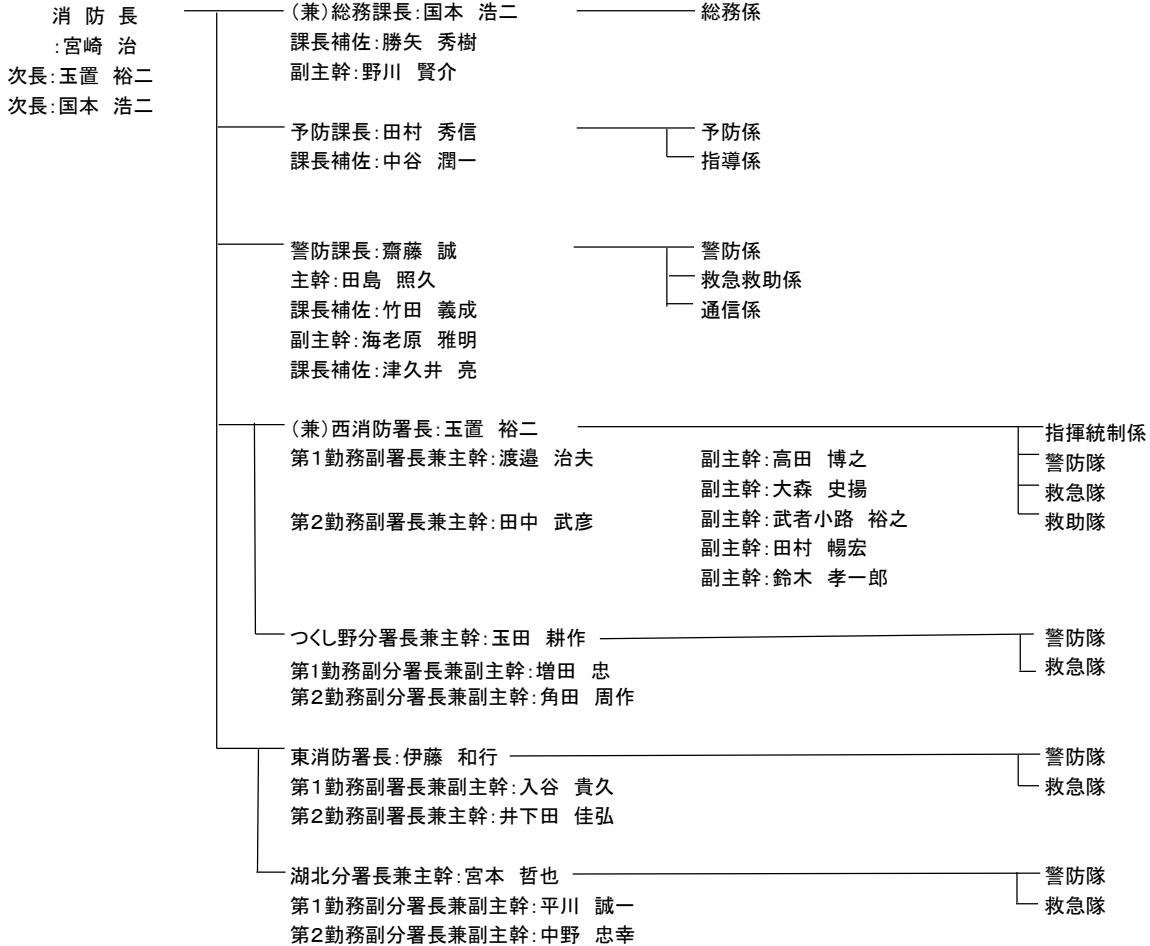 消 防 長
:宮崎 治
次長:玉置 裕二
次長:国本 浩二
(兼)総務課長:国本 浩二
課長補佐:勝矢 秀樹
副主幹:野川 賢介
総務係
予防課長:田村 秀信
課長補佐:中谷 潤一
予防係
指導係
警防課長:齋藤 誠
主幹:田島 照久
課長補佐:竹田 義成
副主幹:海老原 雅明
課長補佐:津久井 亮
警防係
救急救助係
通信係
(兼)西消防署長:玉置 裕二
第1勤務副署長兼主幹:渡邉 治夫
第2勤務副署長兼主幹:田中 武彦
副主幹:高田 博之
副主幹:大森 史揚
副主幹:武者小路 裕之
副主幹:田村 暢宏
副主幹:鈴木 孝一郎
指揮統制係
警防隊
救急隊
救助隊
つくし野分署長兼主幹:玉田 耕作
第1勤務副分署長兼副主幹:増田 忠
第2勤務副分署長兼副主幹:角田 周作
警防隊
救急隊
東消防署長:伊藤 和行
第1勤務副署長兼副主幹:入谷 貴久
第2勤務副署長兼主幹:井下田 佳弘
警防隊
救急隊
湖北分署長兼主幹:宮本 哲也
第1勤務副分署長兼副主幹:平川 誠一
第2勤務副分署長兼副主幹:中野 忠幸
警防隊
救急隊